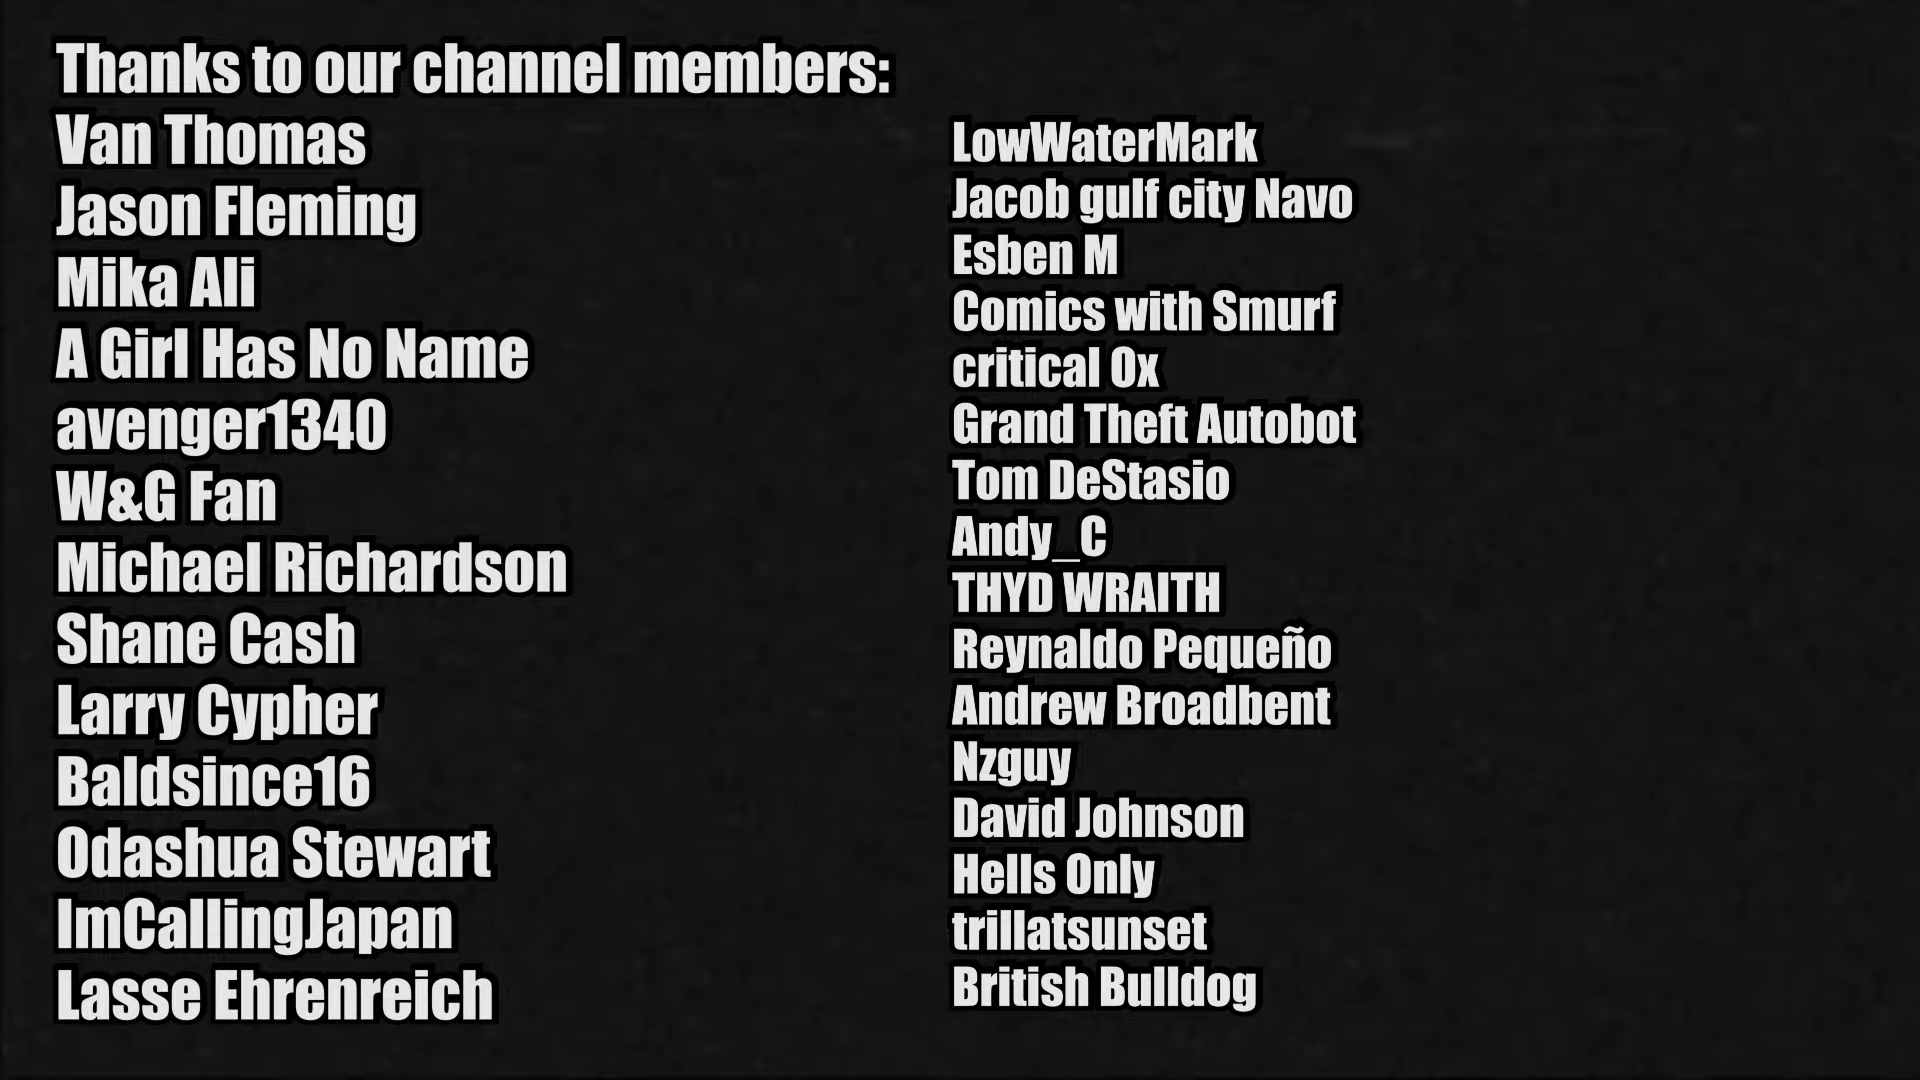 Thanks to our channel members:
Van Thomas
Jason Fleming
Mika Ali
A Girl Has No Name
avenger1340
W&G Fan
Michael Richardson
Shane Cash
Larry Cypher
Baldsince16
Odashua Stewart
ImCallingJapan
Lasse Ehrenreich
LowWaterMark
Jacob gulf city Navo
Esben M
Comics with Smurf
critical Ox
Grand Theft Autobot
Tom DeStasio
Andy_C
THYD WRAITH
Reynaldo Pequeño
Andrew Broadbent
Nzguy
David Johnson
Hells Only
trillatsunset
British Bulldog